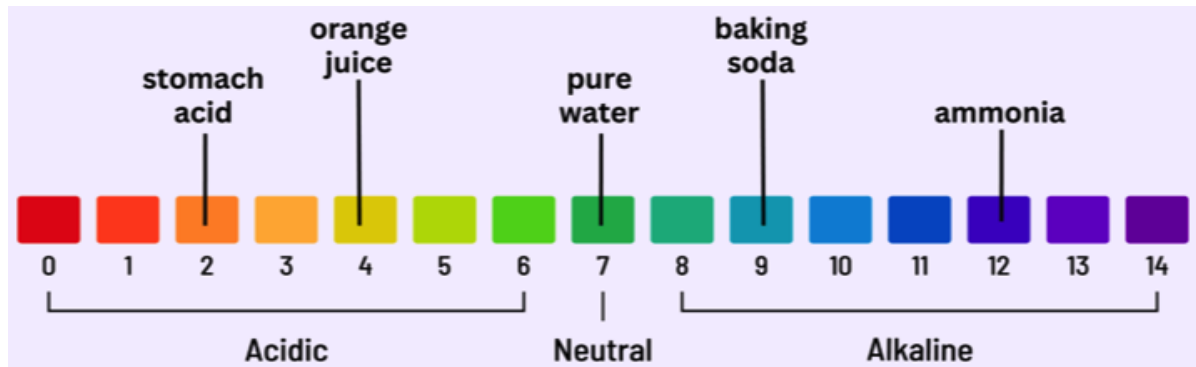 orange
juice
baking
soda
stomach
acid
pure
water
ammonia
0 1 2 3 4 5 6 7 8 9 10 11 12 13 14
Acidic Neutral Alkaline